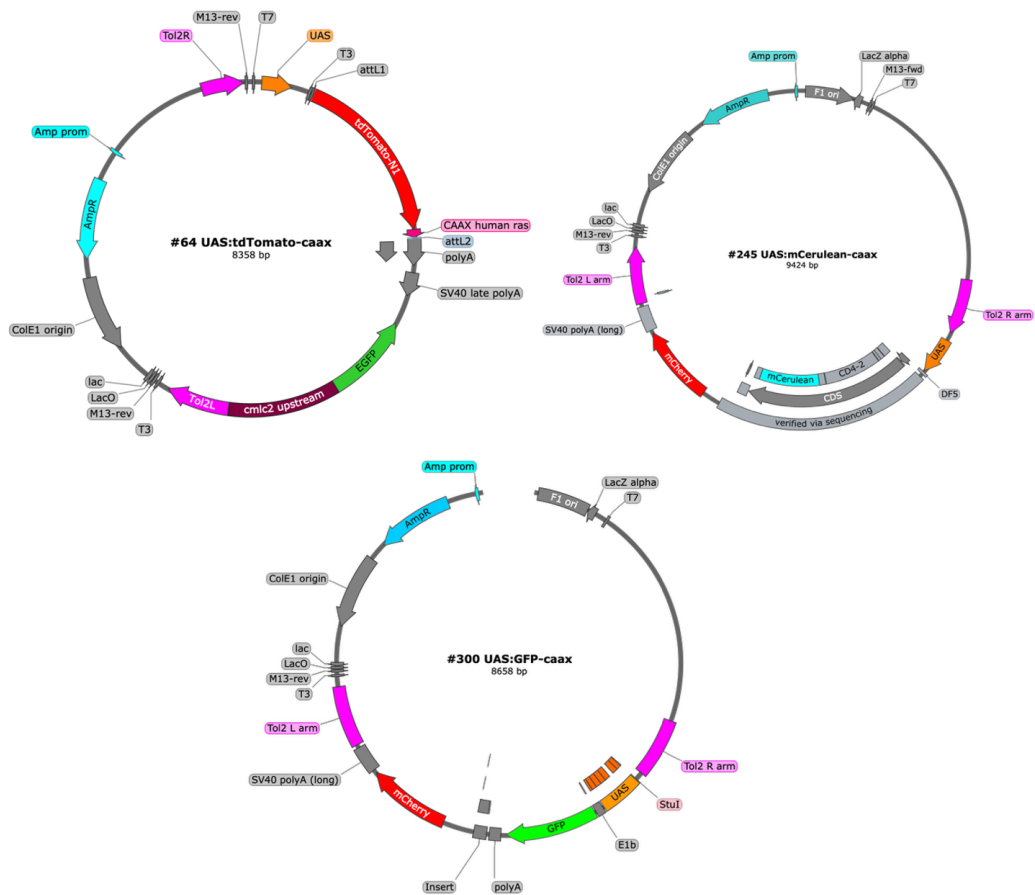 M13-rev
T7
Tol2R
UAS
T3
attL1
tdTomato-N1
Amp prom
AmpR
#64 UAS:tdTomato-caax
8358 bp
CAAX human ras
attL2
polyA
SV40 late polyA
ColE1 origin
EGFP
lac
LacO
M13-rev
T3
Tol2L
cmlc2 upstream
Amp prom
LacZ alpha
F1 ori
M13-fwd
T7
AmpR
ColE1 origin
lac
LacO
M13-rev
T3
#245 UAS:mCerulean-caax
9424 bp
Tol2 L arm
Tol2 R arm
SV40 polyA (long)
UAS
mCherry
mCerulean
CD4-2
DF5
CDS
verified via sequencing
Amp prom
LacZ alpha
F1 ori
T7
AmpR
ColE1 origin
lac
LacO
M13-rev
T3
#300 UAS:GFP-caax
8658 bp
Tol2 L arm
Tol2 R arm
SV40 polyA (long)
StuI
UAS
mCherry
GFP
E1b
Insert
polyA